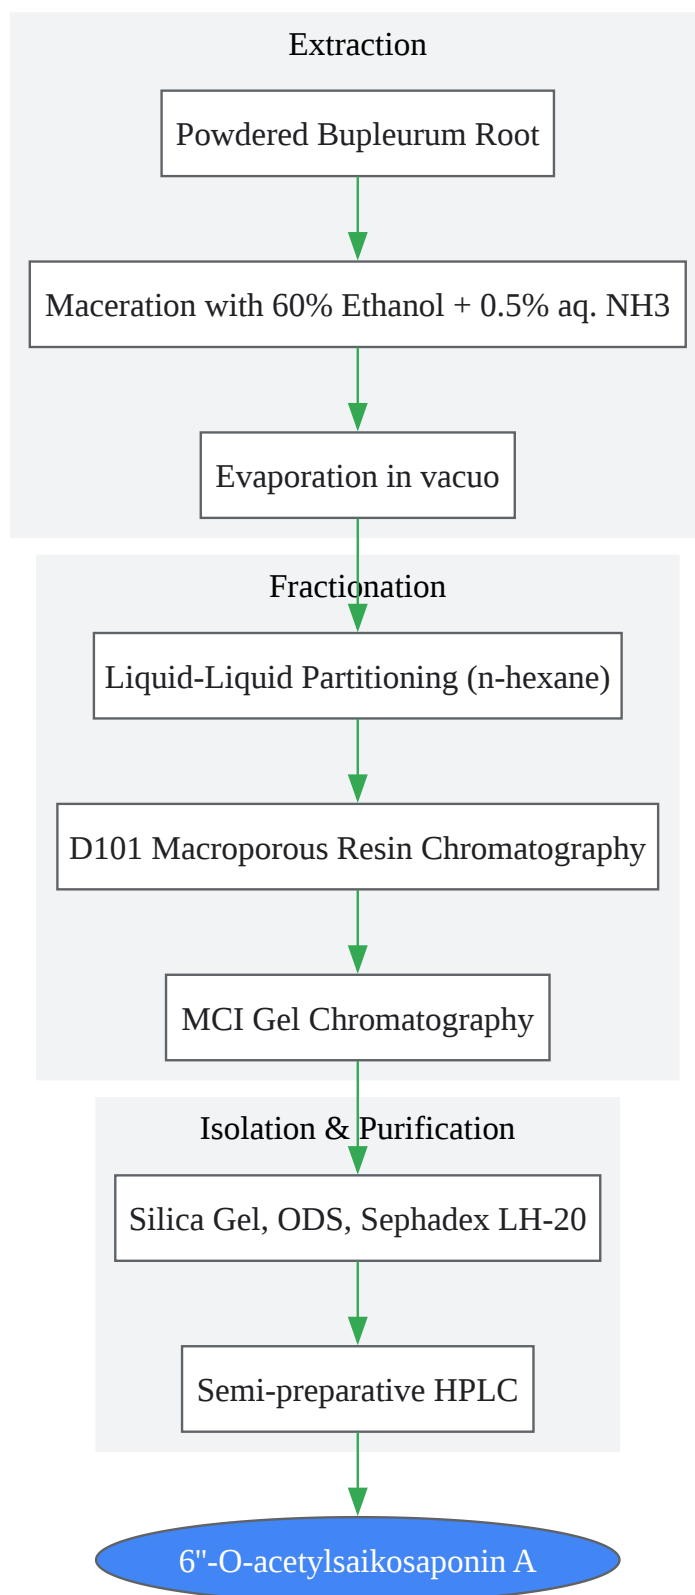 Extraction
Powdered Bupleurum Root
Maceration with 60% Ethanol + 0.5% aq. NH3
Evaporation in vacuo
Fractionation
Liquid-Liquid Partitioning (n-hexane)
D101 Macroporous Resin Chromatography
MCI Gel Chromatography
Isolation & Purification
Silica Gel, ODS, Sephadex LH-20
Semi-preparative HPLC
6"-O-acetylsaikosaponin A